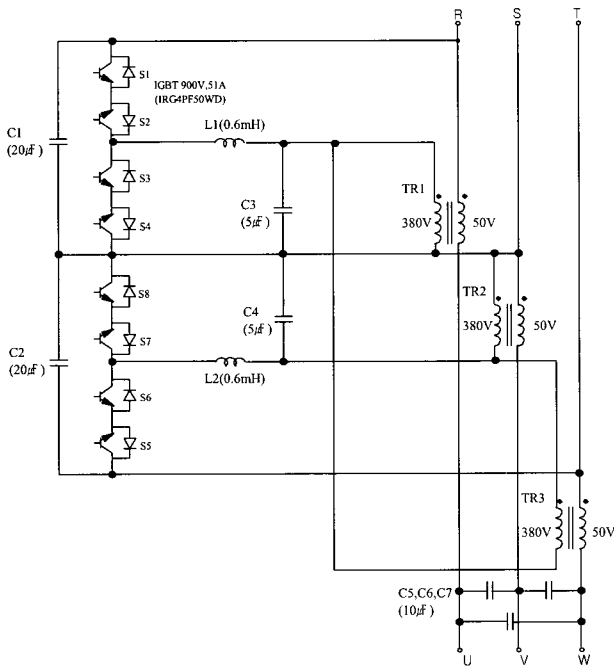 R S T
S1
IGBT 900V,51A
(IRG4PF50WD)
S2
L1(0.6mH)
C1
(20㎌)
S3
TR1
C3
(5㎌)
380V
50V
S4
S8
TR2
C4
(5㎌)
380V
50V
S7
C2
(20㎌)
L2(0.6mH)
S6
S5
TR3
380V
50V
C5,C6,C7
(10㎌)
U V W